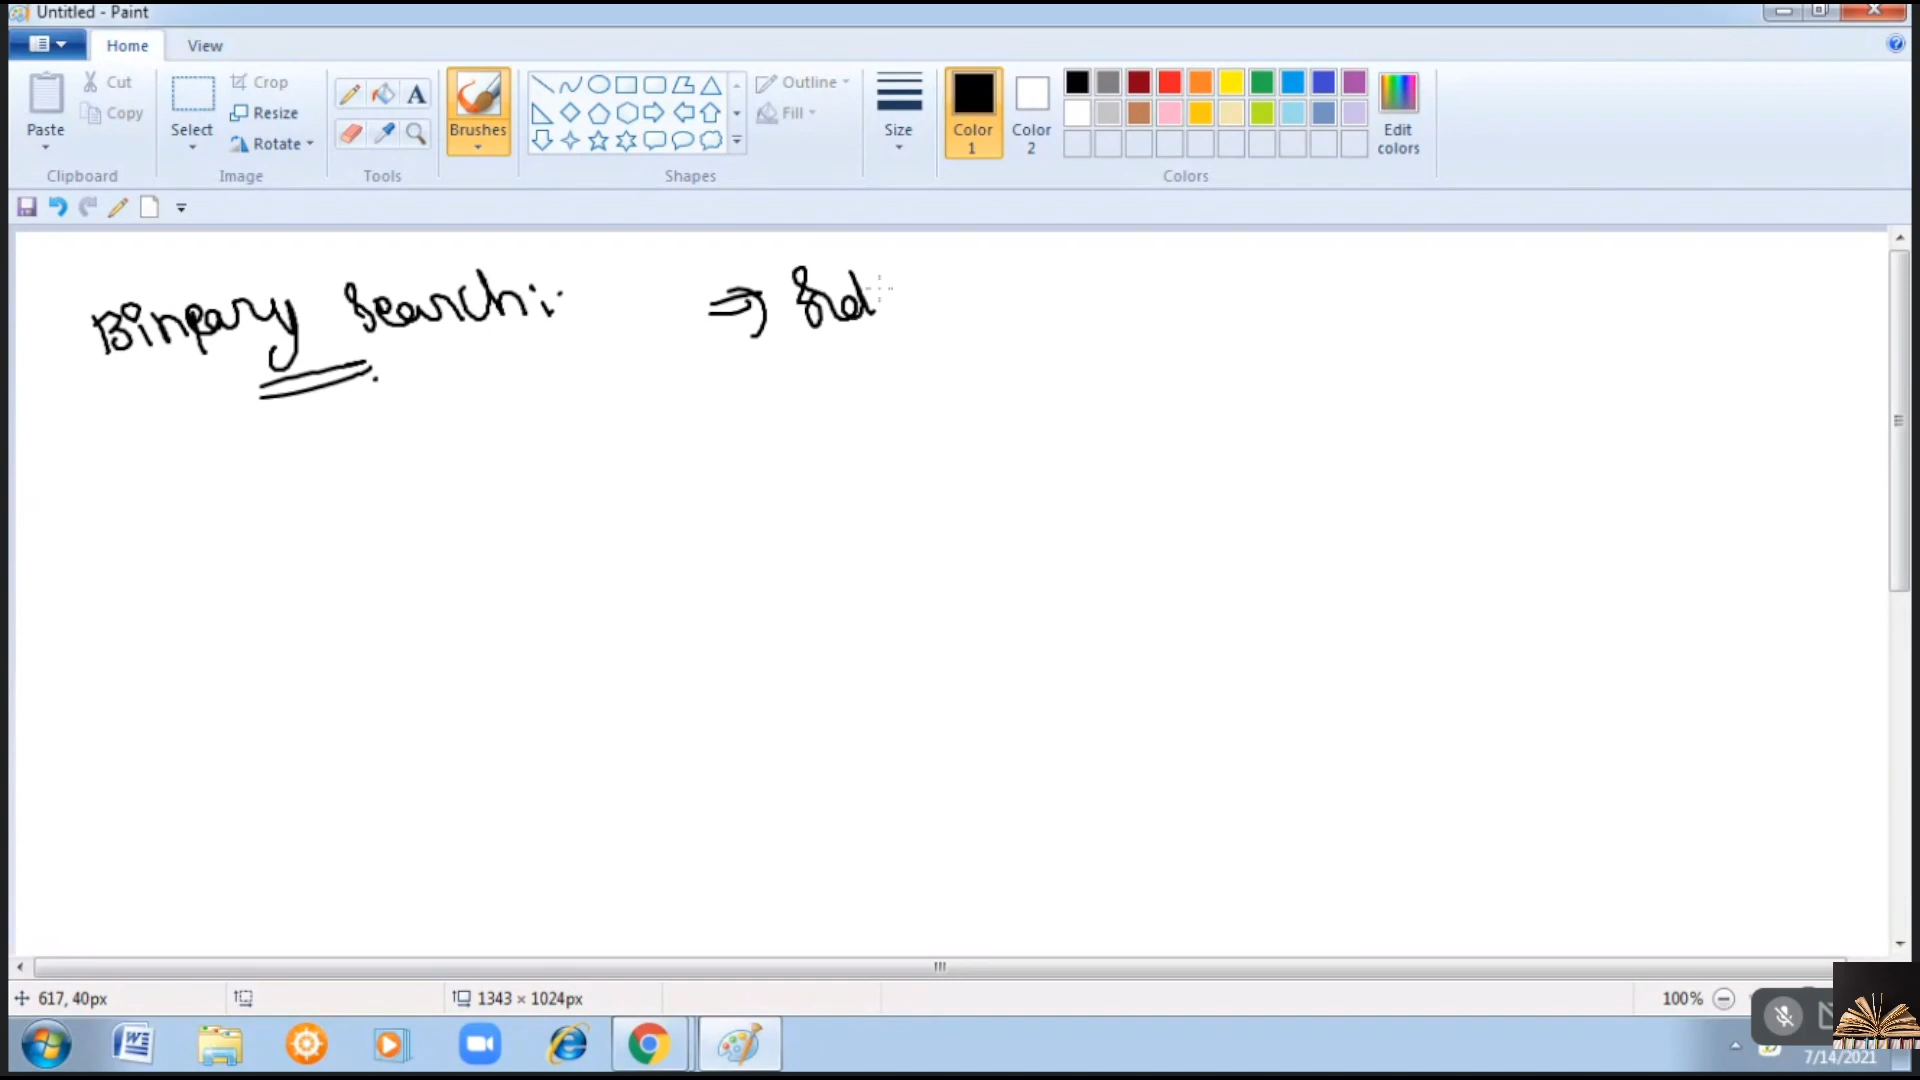 Untitled - Paint
Home View
Paste
Cut
Copy
Clipboard
Select
Crop
Resize
Rotate
Image
Tools
Brushes
Shapes
Outline
Fill
Size
Color 1
Color 2
Edit colors
Colors
Binary Search:
⇒
617, 40px
1343 × 1024px
100%
7/14/2021